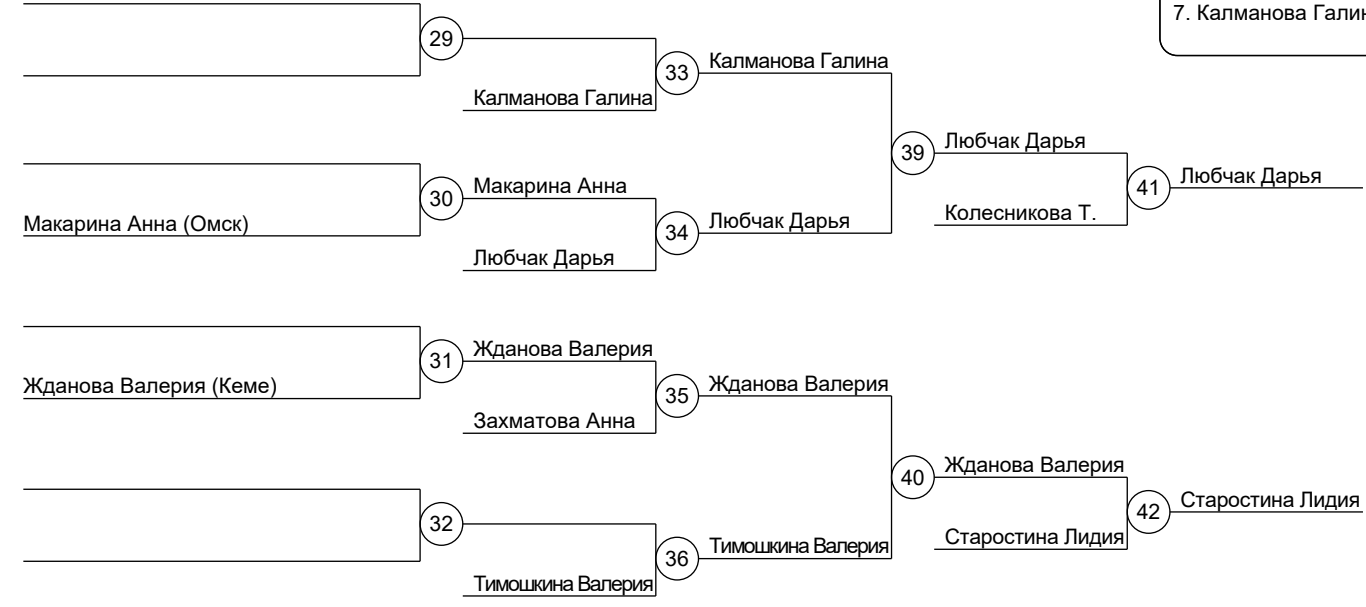 7. Калманова
29
Калманова Галина
33
Калманова Галина
39
Любчак Дарья
41
Любчак Дарья
Колесникова Т.
30
Макарина Анна
Макарина Анна (Омск)
34
Любчак Дарья
Любчак Дарья
31
Жданова Валерия
Жданова Валерия (Кеме)
35
Жданова Валерия
Захматова Анна
40
Жданова Валерия
42
Старостина Лидия
Старостина Лидия
32
36
Тимошкина Валерия
Тимошкина Валерия